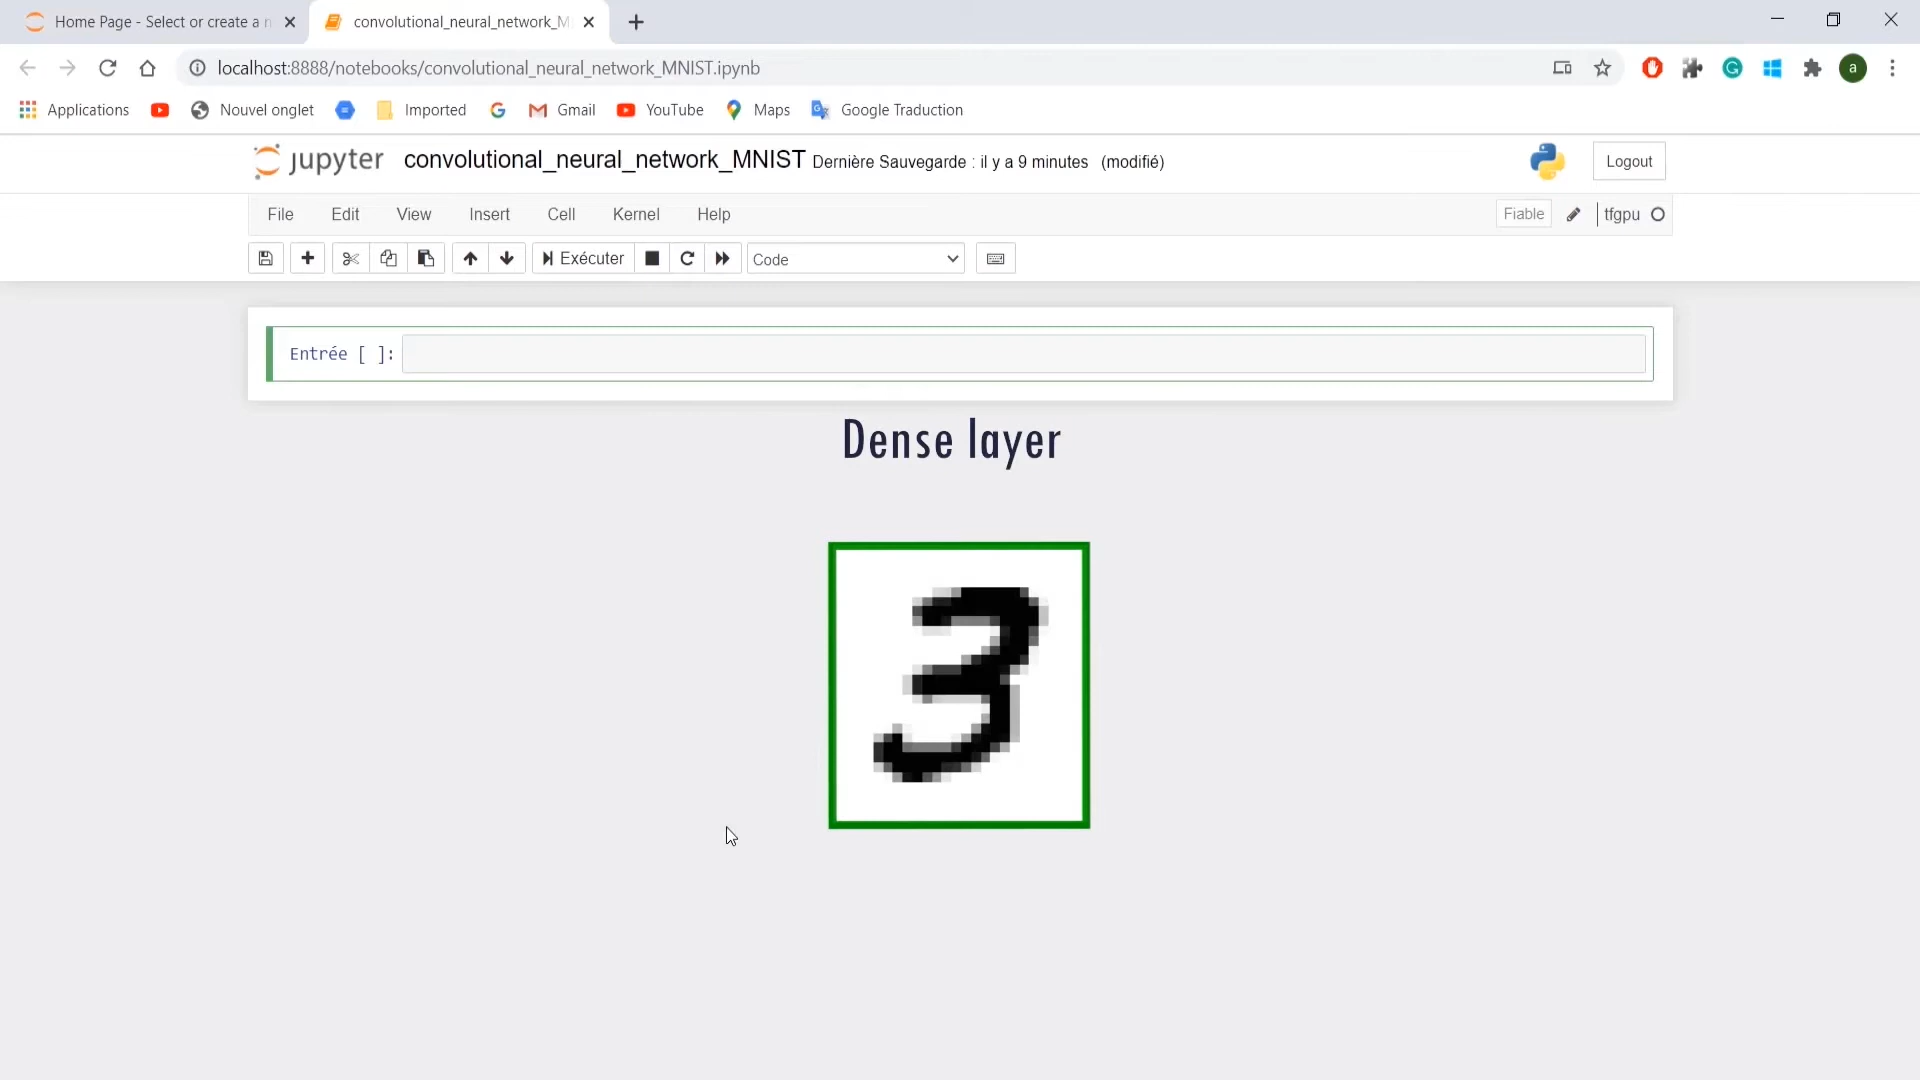 Home Page - Select or create a n
convolutional_neural_network_M
localhost:8888/notebooks/convolutional_neural_network_MNIST.ipynb
a
Applications
Nouvel onglet
Imported
Gmail
YouTube
Maps
Google Traduction
jupyter convolutional_neural_network_MNIST Dernière Sauvegarde : il y a 9 minutes (modifié)
Logout
File Edit View Insert Cell Kernel Help
Fiable
tfgpu
Exécuter
Code
Entrée [ ]:
Dense layer
3